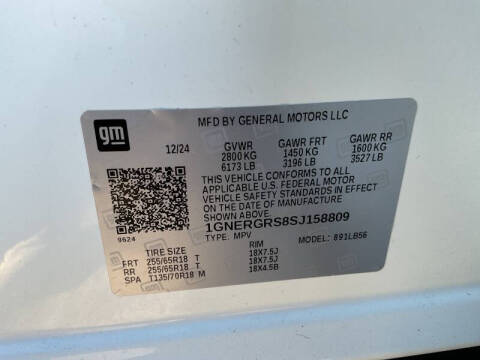 gm
MFD BY GENERAL MOTORS LLC
12/24 GVWR GAWR FRT GAWR RR
2800 KG 1450 KG 1600 KG
6173 LB 3196 LB 3527 LB
THIS VEHICLE CONFORMS TO ALL
APPLICABLE U.S. FEDERAL MOTOR
VEHICLE SAFETY STANDARDS IN EFFECT
ON THE DATE OF MANUFACTURE SHOWN ABOVE.
1GNERGRS8SJ158809
9624 TYPE: MPV MODEL: 891LB56
TIRE SIZE RIM
FRT 255/65R18 T 18X7.5J
RR 255/65R18 T 18X7.5J
SPA T135/70R18 M 18X4.5B